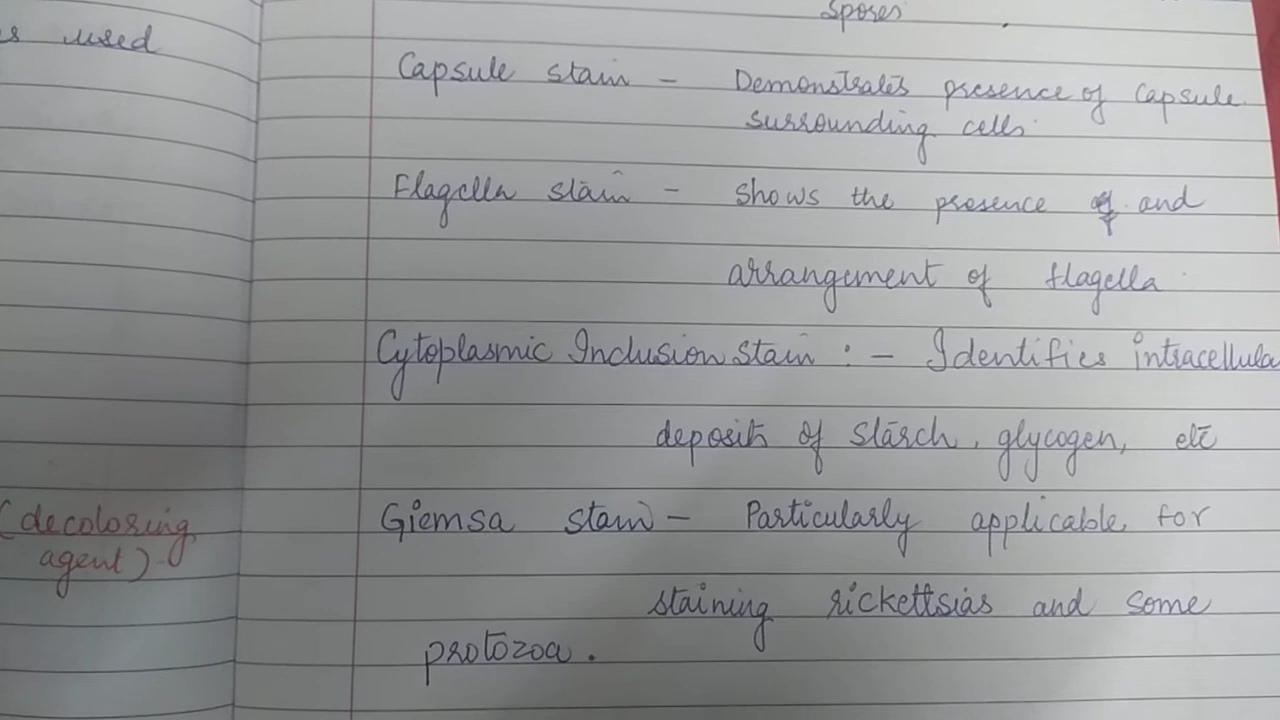 s used
(decoloring
agent)-
Spores
Capsule stain - Demonstrates presence of capsule.
surrounding cells.
Flagella stain - shows the presence of and
arrangement of flagella.
Cytoplasmic Inclusion stain :- Identifies intracellula
deposits of starch, glycogen, etc
Giemsa stain - Particularly applicable for
staining rickettsias and some
protozoa.